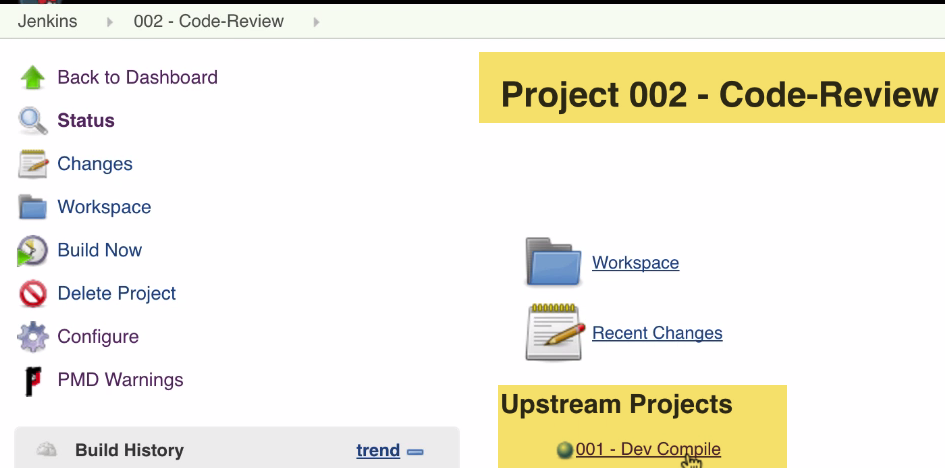 Jenkins 002 - Code-Review
Back to Dashboard
Status
Changes
Workspace
Build Now
Delete Project
Configure
PMD Warnings
Build History trend
Project 002 - Code-Review
Workspace
Recent Changes
Upstream Projects
001 - Dev Compile